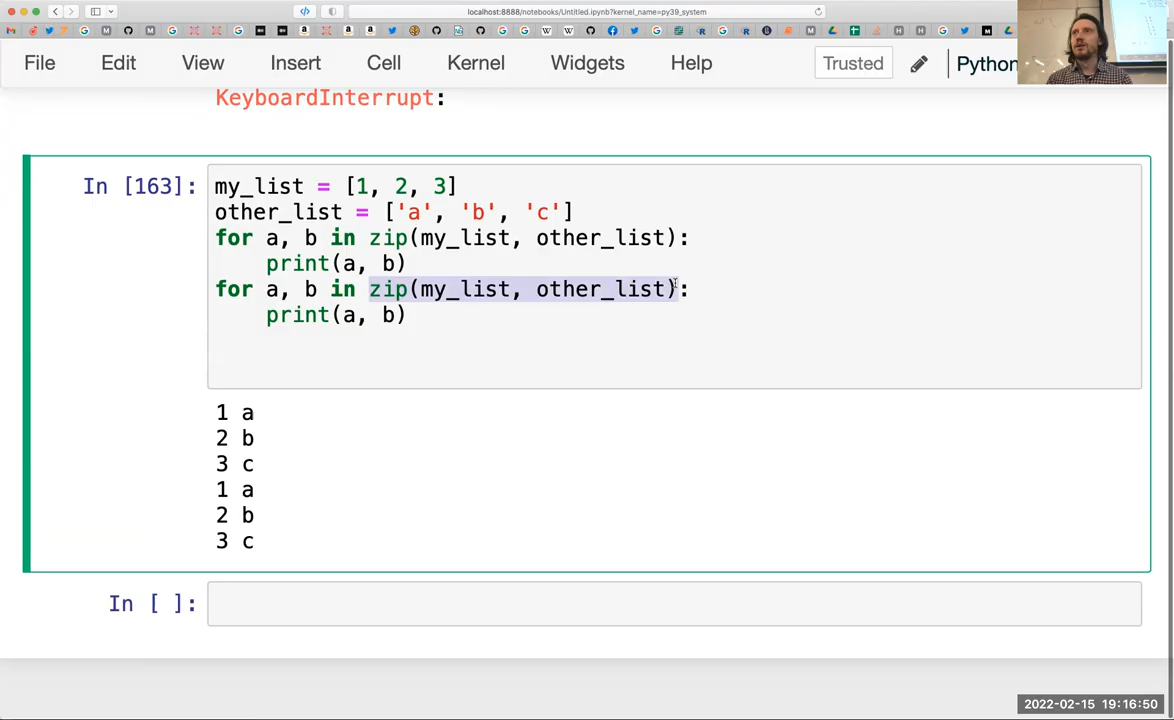 localhost:8888/notebooks/Untitled.ipynb?kernel_name=py39_system
File Edit View Insert Cell Kernel Widgets Help Trusted Python
KeyboardInterrupt:
In [163]: my_list = [1, 2, 3]
other_list = ['a', 'b', 'c']
for a, b in zip(my_list, other_list):
    print(a, b)
for a, b in zip(my_list, other_list):
    print(a, b)
1 a
2 b
3 c
1 a
2 b
3 c
In [ ]:
2022-02-15 19:16:50